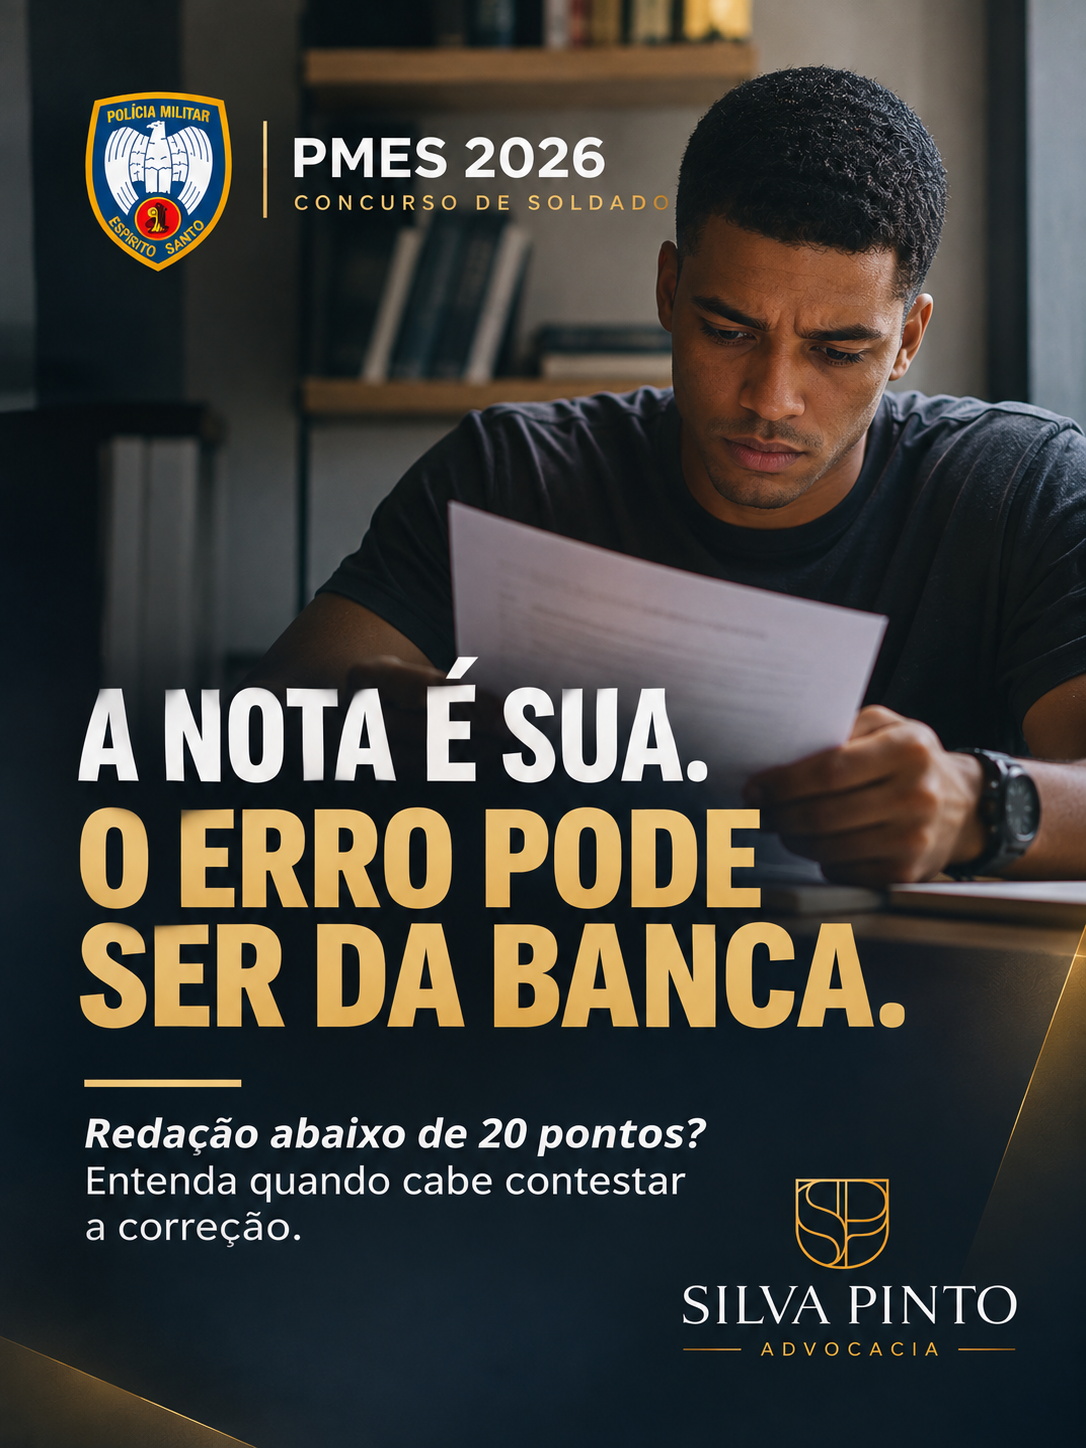 POLÍCIA MILITAR
ESPÍRITO SANTO
PMES 2026
CONCURSO DE SOLDADO
A NOTA É SUA.
O ERRO PODE
SER DA BANCA.
Redação abaixo de 20 pontos?
Entenda quando cabe contestar
a correção.
SP
SILVA PINTO
ADVOCACIA